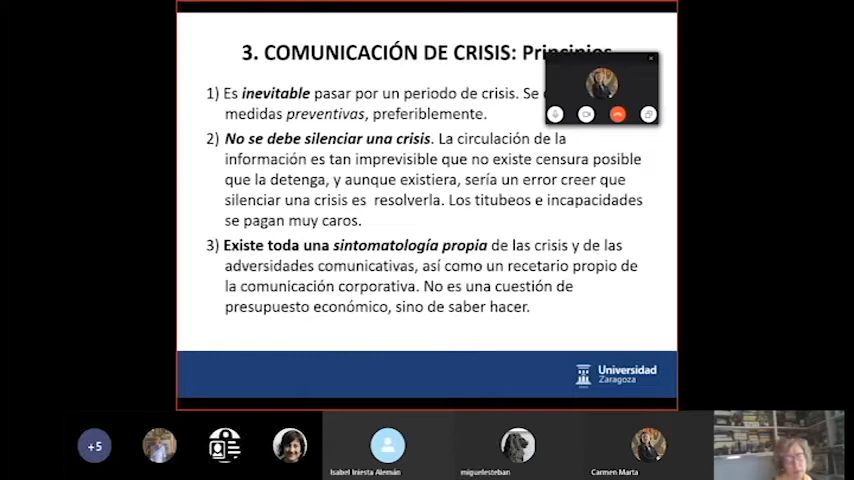 3. COMUNICACIÓN DE CRISIS: Principios
1) Es inevitable pasar por un periodo de crisis. Se
medidas preventivas, preferiblemente.
2) No se debe silenciar una crisis. La circulación de la
información es tan imprevisible que no existe censura posible
que la detenga, y aunque existiera, sería un error creer que
silenciar una crisis es resolverla. Los titubeos e incapacidades
se pagan muy caros.
3) Existe toda una sintomatología propia de las crisis y de las
adversidades comunicativas, así como un recetario propio de
la comunicación corporativa. No es una cuestión de
presupuesto económico, sino de saber hacer.
Universidad
Zaragoza
+5
Isabel Iniesta Alemán
miguelesteban
Carmen Marta